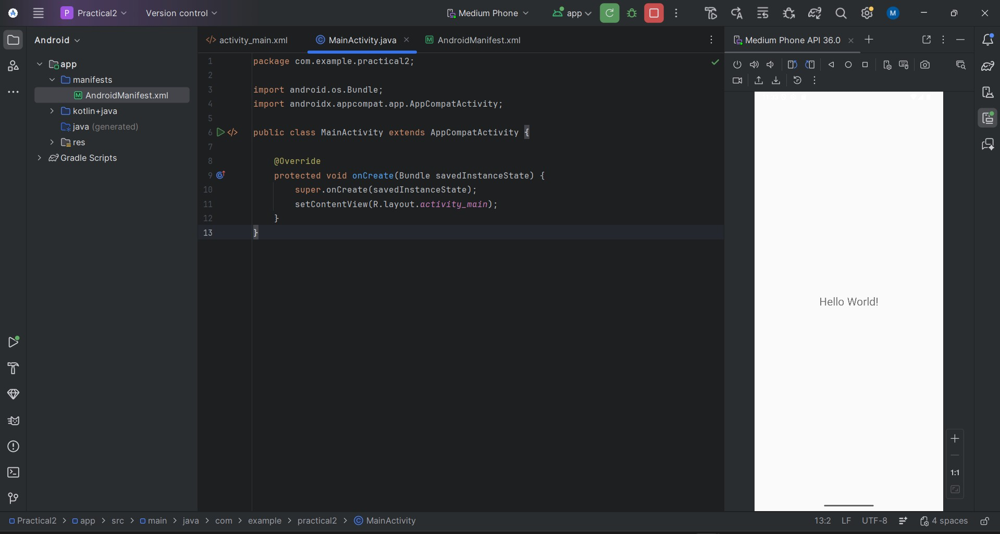 P Practical2 Version control Medium Phone app M
Android activity_main.xml MainActivity.java AndroidManifest.xml Medium Phone API 36.0
app
manifests
AndroidManifest.xml
kotlin+java
java (generated)
res
Gradle Scripts
1 package com.example.practical2;
2
3 import android.os.Bundle;
4 import androidx.appcompat.app.AppCompatActivity;
5
6 public class MainActivity extends AppCompatActivity {
7
8 @Override
9 protected void onCreate(Bundle savedInstanceState) {
10 super.onCreate(savedInstanceState);
11 setContentView(R.layout.activity_main);
12 }
13 }
Hello World!
1:1
Practical2 > app > src > main > java > com > example > practical2 > MainActivity 13:2 LF UTF-8 4 spaces